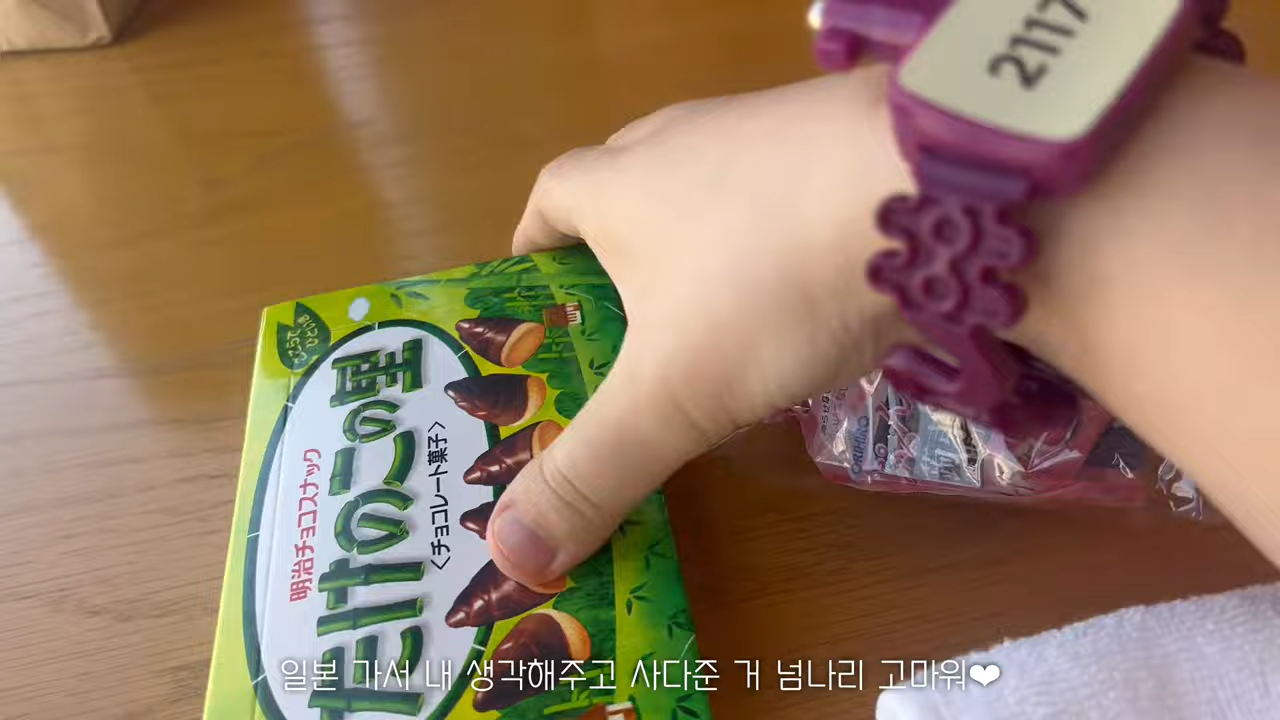 2117
たけのこの里
明治チョコスナック
〈チョコレート菓子〉
ORIHIRO
일본 가서 내 생각해주고 사다준 거 넘나리 고마워❤